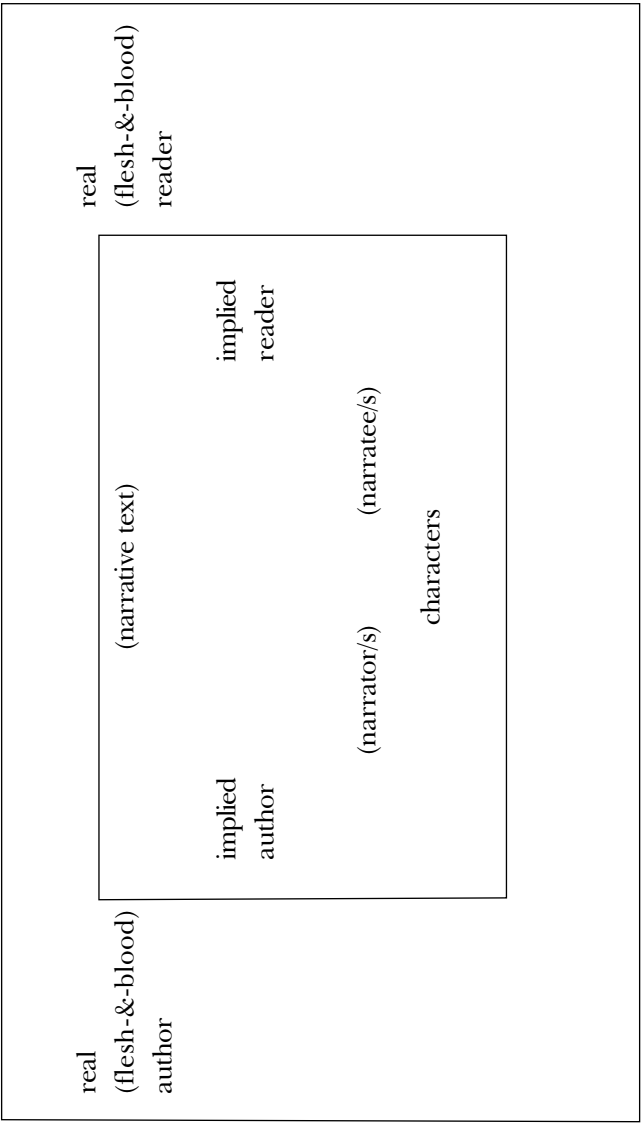 real
(flesh-&-blood)
author
(narrative text)
implied
author
implied
reader
(narrator/s)
(narratee/s)
characters
real
(flesh-&-blood)
reader